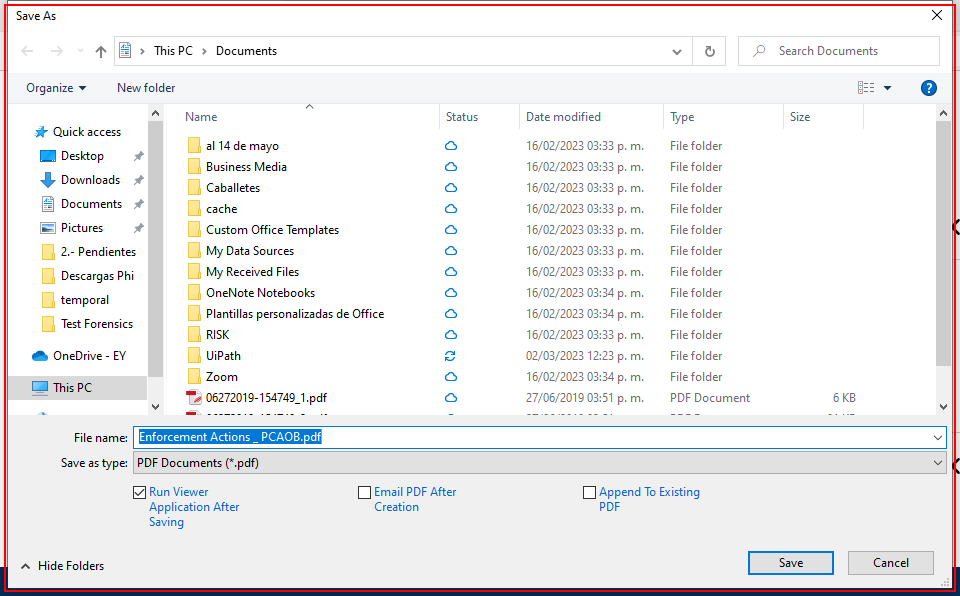 Save As
This PC > Documents
Search Documents
Organize
New folder
?
Name Status Date modified Type Size
Quick access
Desktop
Downloads
Documents
Pictures
2.- Pendientes
Descargas Phi
temporal
Test Forensics
OneDrive - EY
This PC
al 14 de mayo 16/02/2023 03:33 p. m. File folder
Business Media 16/02/2023 03:33 p. m. File folder
Caballetes 16/02/2023 03:33 p. m. File folder
cache 16/02/2023 03:33 p. m. File folder
Custom Office Templates 16/02/2023 03:33 p. m. File folder
My Data Sources 16/02/2023 03:33 p. m. File folder
My Received Files 16/02/2023 03:33 p. m. File folder
OneNote Notebooks 16/02/2023 03:34 p. m. File folder
Plantillas personalizadas de Office 16/02/2023 03:34 p. m. File folder
RISK 16/02/2023 03:33 p. m. File folder
UiPath 02/03/2023 12:23 p. m. File folder
Zoom 16/02/2023 03:34 p. m. File folder
06272019-154749_1.pdf 27/06/2019 03:51 p. m. PDF Document 6 KB
File name: Enforcement Actions _ PCAOB.pdf
Save as type: PDF Documents (*.pdf)
Run Viewer
Application After
Saving
Email PDF After
Creation
Append To Existing
PDF
Hide Folders
Save
Cancel